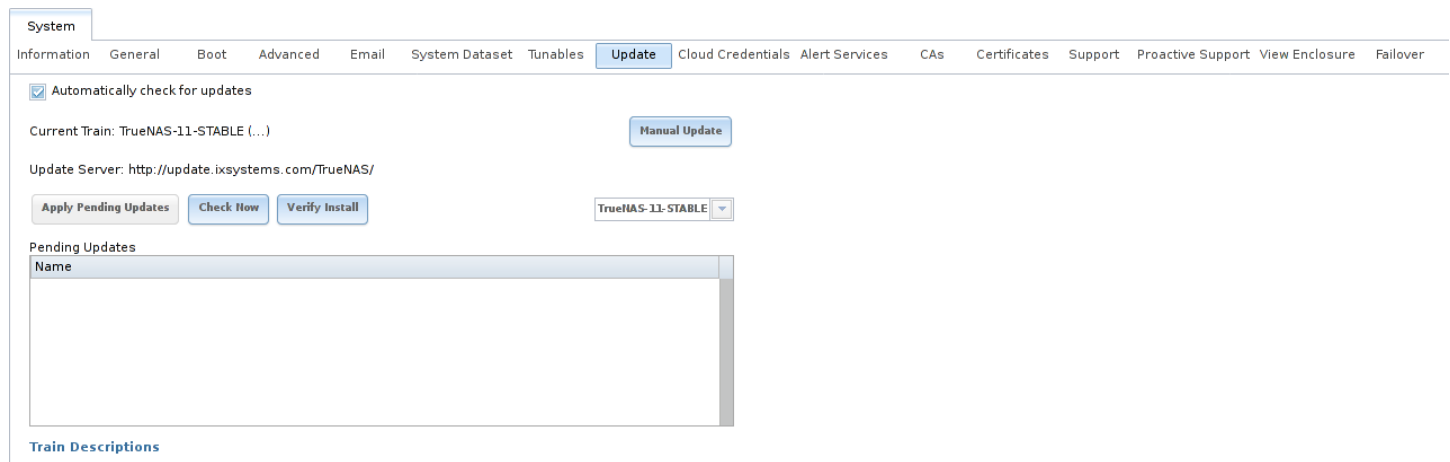 System
Information General Boot Advanced Email System Dataset Tunables Update Cloud Credentials Alert Services CAs Certificates Support Proactive Support View Enclosure Failover
Automatically check for updates
Current Train: TrueNAS-11-STABLE (...)
Manual Update
Update Server: http://update.ixsystems.com/TrueNAS/
Apply Pending Updates Check Now Verify Install TrueNAS-11-STABLE
Pending Updates
Name
Train Descriptions